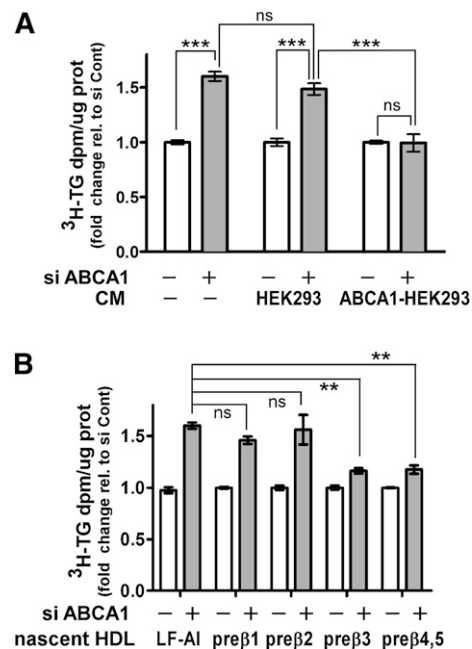 A
ns
*** *** ***
ns
³H-TG dpm/ug prot
(fold change rel. to si Cont)
1.5
1.0
0.5
0.0
si ABCA1 − + − + − +
CM − − HEK293 ABCA1-HEK293
B
**
**
ns ns
³H-TG dpm/ug prot
(fold change rel. to si Cont)
1.5
1.0
0.5
0.0
si ABCA1 − + − + − + − + − +
nascent HDL LF-AI preβ1 preβ2 preβ3 preβ4,5